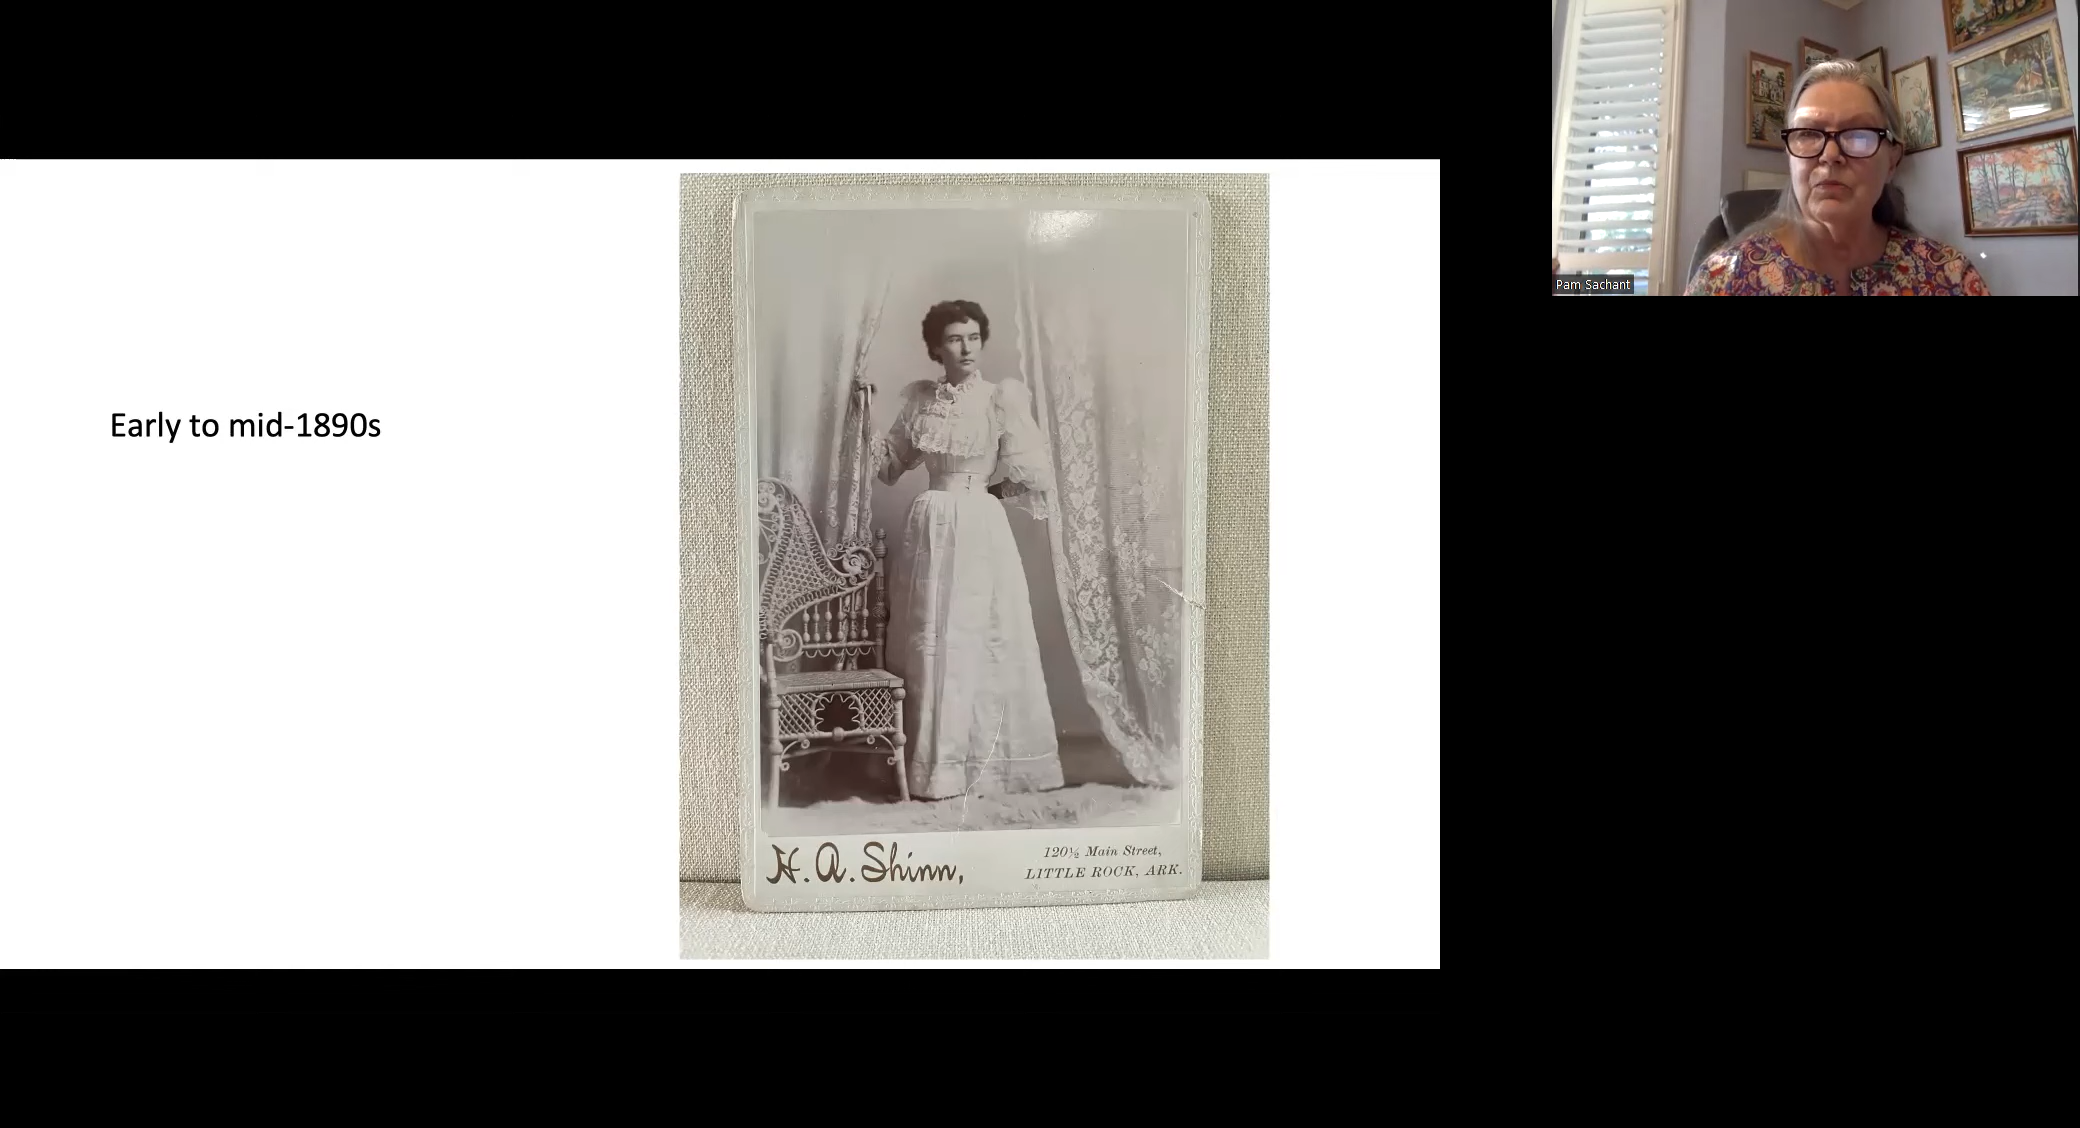 Pam Sachant
Early to mid-1890s
H. A. Shinn,
120½ Main Street,
LITTLE ROCK, ARK.